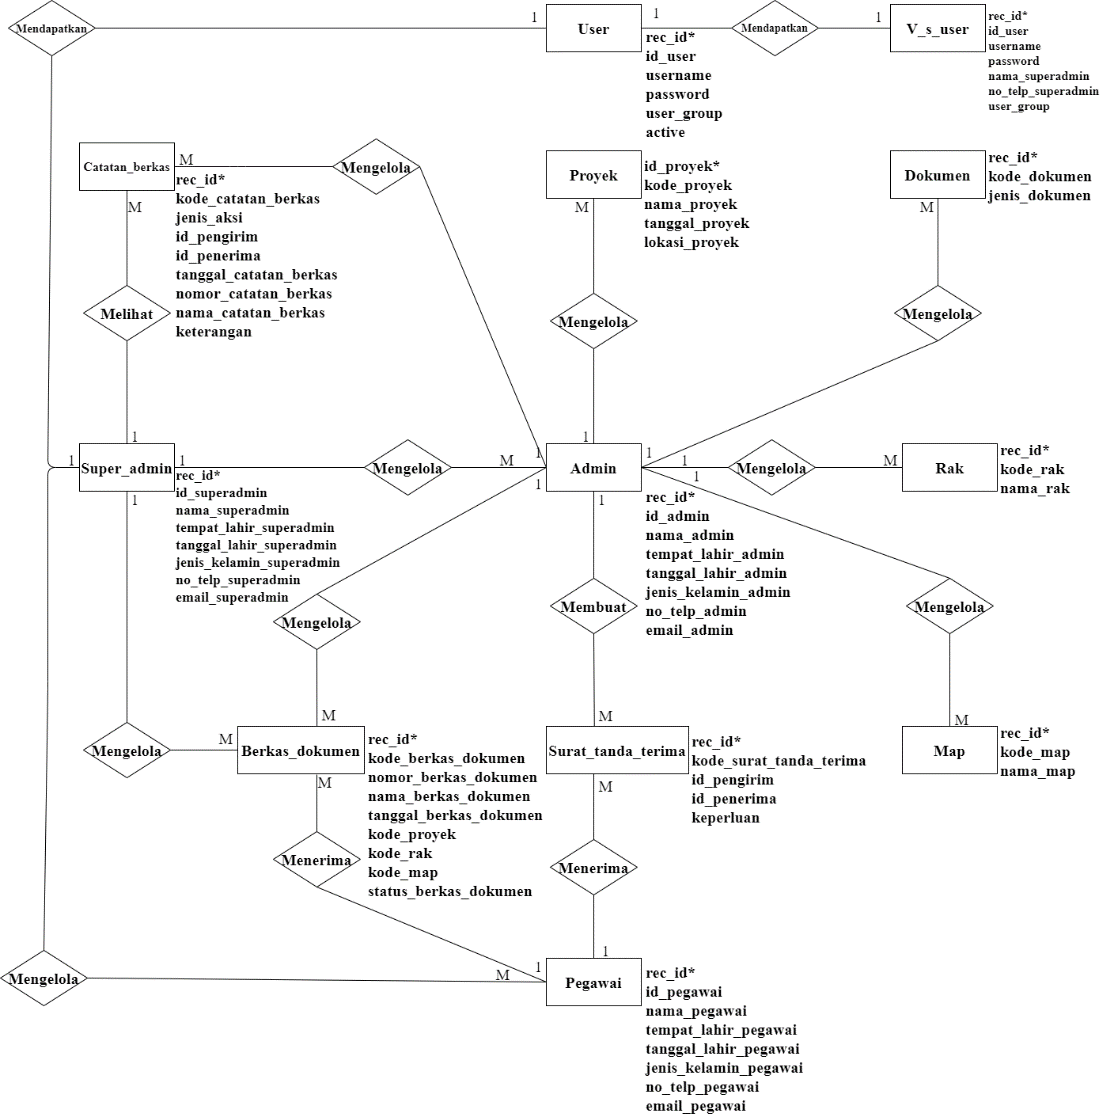 Mendapatkan
1
User
1
Mendapatkan
1
V_s_user
rec_id*
id_user
username
password
user_group
active
rec_id*
id_user
username
password
nama_superadmin
no_telp_superadmin
user_group
Catatan_berkas
M
Mengelola
rec_id*
kode_catatan_berkas
jenis_aksi
id_pengirim
id_penerima
tanggal_catatan_berkas
nomor_catatan_berkas
nama_catatan_berkas
keterangan
M
Melihat
1
Proyek
id_proyek*
kode_proyek
nama_proyek
tanggal_proyek
lokasi_proyek
M
Mengelola
1
Dokumen
rec_id*
kode_dokumen
jenis_dokumen
M
Mengelola
1
1
Super_admin
1
Mengelola
M
1
Admin
1
Mengelola
M
Rak
rec_id*
kode_rak
nama_rak
rec_id*
id_superadmin
nama_superadmin
tempat_lahir_superadmin
tanggal_lahir_superadmin
jenis_kelamin_superadmin
no_telp_superadmin
email_superadmin
1
1
1
1
rec_id*
id_admin
nama_admin
tempat_lahir_admin
tanggal_lahir_admin
jenis_kelamin_admin
no_telp_admin
email_admin
Mengelola
Membuat
Mengelola
M
M
M
Mengelola
M
Berkas_dokumen
rec_id*
kode_berkas_dokumen
nomor_berkas_dokumen
nama_berkas_dokumen
tanggal_berkas_dokumen
kode_proyek
kode_rak
kode_map
status_berkas_dokumen
Surat_tanda_terima
rec_id*
kode_surat_tanda_terima
id_pengirim
id_penerima
keperluan
Map
rec_id*
kode_map
nama_map
M
Menerima
M
Menerima
1
1
Mengelola
M
Pegawai
rec_id*
id_pegawai
nama_pegawai
tempat_lahir_pegawai
tanggal_lahir_pegawai
jenis_kelamin_pegawai
no_telp_pegawai
email_pegawai